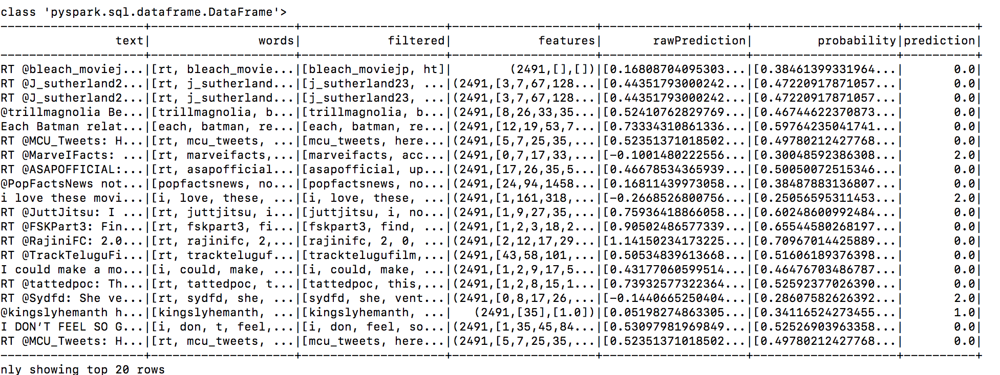 class 'pyspark.sql.dataframe.DataFrame'>
--------------------+--------------------+--------------------+--------------------+--------------------+--------------------+----------+
                text|               words|            filtered|            features|       rawPrediction|         probability|prediction|
--------------------+--------------------+--------------------+--------------------+--------------------+--------------------+----------+
RT @bleach_moviej...|[rt, bleach_movie...|[bleach_moviejp, ht]|        (2491,[],[])|[0.16808704095303...|[0.38461399331964...|       0.0|
RT @J_sutherland2...|[rt, j_sutherland...|[j_sutherland23, ...|(2491,[3,7,67,128...|[0.44351793000242...|[0.47220917871057...|       0.0|
RT @J_sutherland2...|[rt, j_sutherland...|[j_sutherland23, ...|(2491,[3,7,67,128...|[0.44351793000242...|[0.47220917871057...|       0.0|
@trillmagnolia Be...|[trillmagnolia, b...|[trillmagnolia, b...|(2491,[8,26,33,35...|[0.52410762829769...|[0.46744622370873...|       0.0|
Each Batman relat...|[each, batman, re...|[each, batman, re...|(2491,[12,19,53,7...|[0.73334310861336...|[0.59764235041741...|       0.0|
RT @MCU_Tweets: H...|[rt, mcu_tweets, ...|[mcu_tweets, here...|(2491,[5,7,25,35,...|[0.52351371018502...|[0.49780212427768...|       0.0|
RT @MarveIFacts: ...|[rt, marveifacts,...|[marveifacts, acc...|(2491,[0,7,17,33,...|[-0.1001480222556...|[0.30048592386308...|       2.0|
RT @ASAPOFFICIAL:...|[rt, asapofficial...|[asapofficial, up...|(2491,[17,26,35,5...|[0.46678534365939...|[0.50050072515346...|       0.0|
@PopFactsNews not...|[popfactsnews, no...|[popfactsnews, no...|(2491,[24,94,1458...|[0.16811439973058...|[0.38487883136807...|       0.0|
i love these movi...|[i, love, these, ...|[i, love, these, ...|(2491,[1,161,318,...|[-0.2668526800756...|[0.25056595311453...|       2.0|
RT @JuttJitsu: I ...|[rt, juttjitsu, i...|[juttjitsu, i, no...|(2491,[1,9,27,35,...|[0.75936418866058...|[0.60248600992484...|       0.0|
RT @FSKPart3: Fin...|[rt, fskpart3, fi...|[fskpart3, find, ...|(2491,[1,2,3,18,2...|[0.90502486577339...|[0.65544580268197...|       0.0|
RT @RajiniFC: 2.0...|[rt, rajinifc, 2,...|[rajinifc, 2, 0, ...|(2491,[2,12,17,29...|[1.14150234173225...|[0.70967014425889...|       0.0|
RT @TrackTeluguFi...|[rt, trackteluguf...|[tracktelugufilm,...|(2491,[43,58,101,...|[0.50534839613668...|[0.51606189376398...|       0.0|
I could make a mo...|[i, could, make, ...|[i, could, make, ...|(2491,[1,2,9,17,5...|[0.43177060599514...|[0.46476703486787...|       0.0|
RT @tattedpoc: Th...|[rt, tattedpoc, t...|[tattedpoc, this,...|(2491,[1,2,8,15,1...|[0.73932577322364...|[0.52592377026390...|       0.0|
RT @Sydfd: She ve...|[rt, sydfd, she, ...|[sydfd, she, vent...|(2491,[0,8,17,26,...|[-0.1440665250404...|[0.28607582626392...|       2.0|
@kingslyhemanth h...|[kingslyhemanth, ...|[kingslyhemanth, ...|   (2491,[35],[1.0])|[0.05198274863305...|[0.34116524273455...|       1.0|
I DON’T FEEL SO G...|[i, don, t, feel,...|[i, don, feel, so...|(2491,[1,35,45,84...|[0.53097981969849...|[0.52526903963358...|       0.0|
RT @MCU_Tweets: H...|[rt, mcu_tweets, ...|[mcu_tweets, here...|(2491,[5,7,25,35,...|[0.52351371018502...|[0.49780212427768...|       0.0|
--------------------+--------------------+--------------------+--------------------+--------------------+--------------------+----------+
nly showing top 20 rows